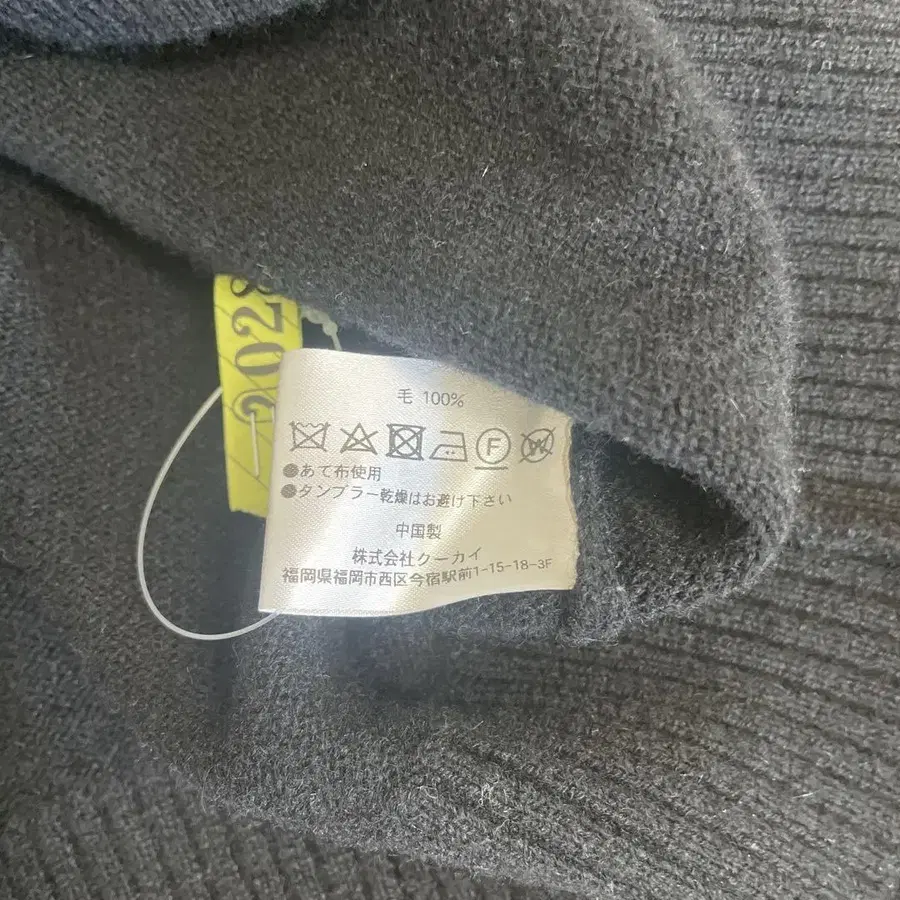 2028
毛 100%
F W
●あて布使用
●タンブラー乾燥はお避け下さい
中国製
株式会社クーカイ
福岡県福岡市西区今宿駅前1-15-18-3F